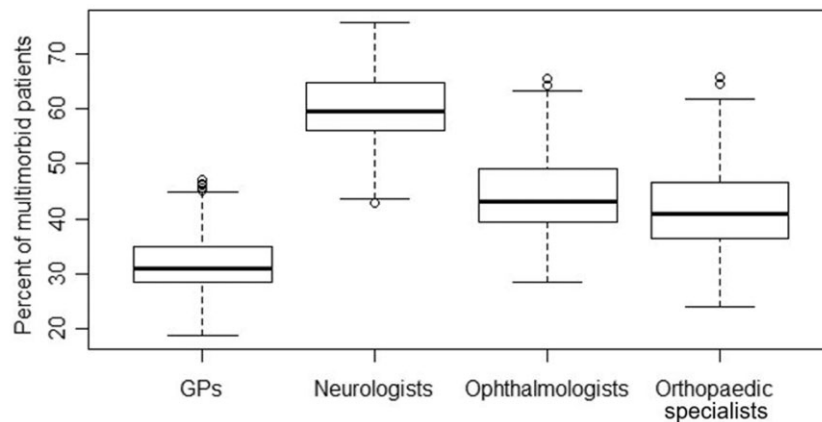 Percent of multimorbid patients
70
60
50
40
30
20
GPs
Neurologists
Ophthalmologists
Orthopaedic
specialists